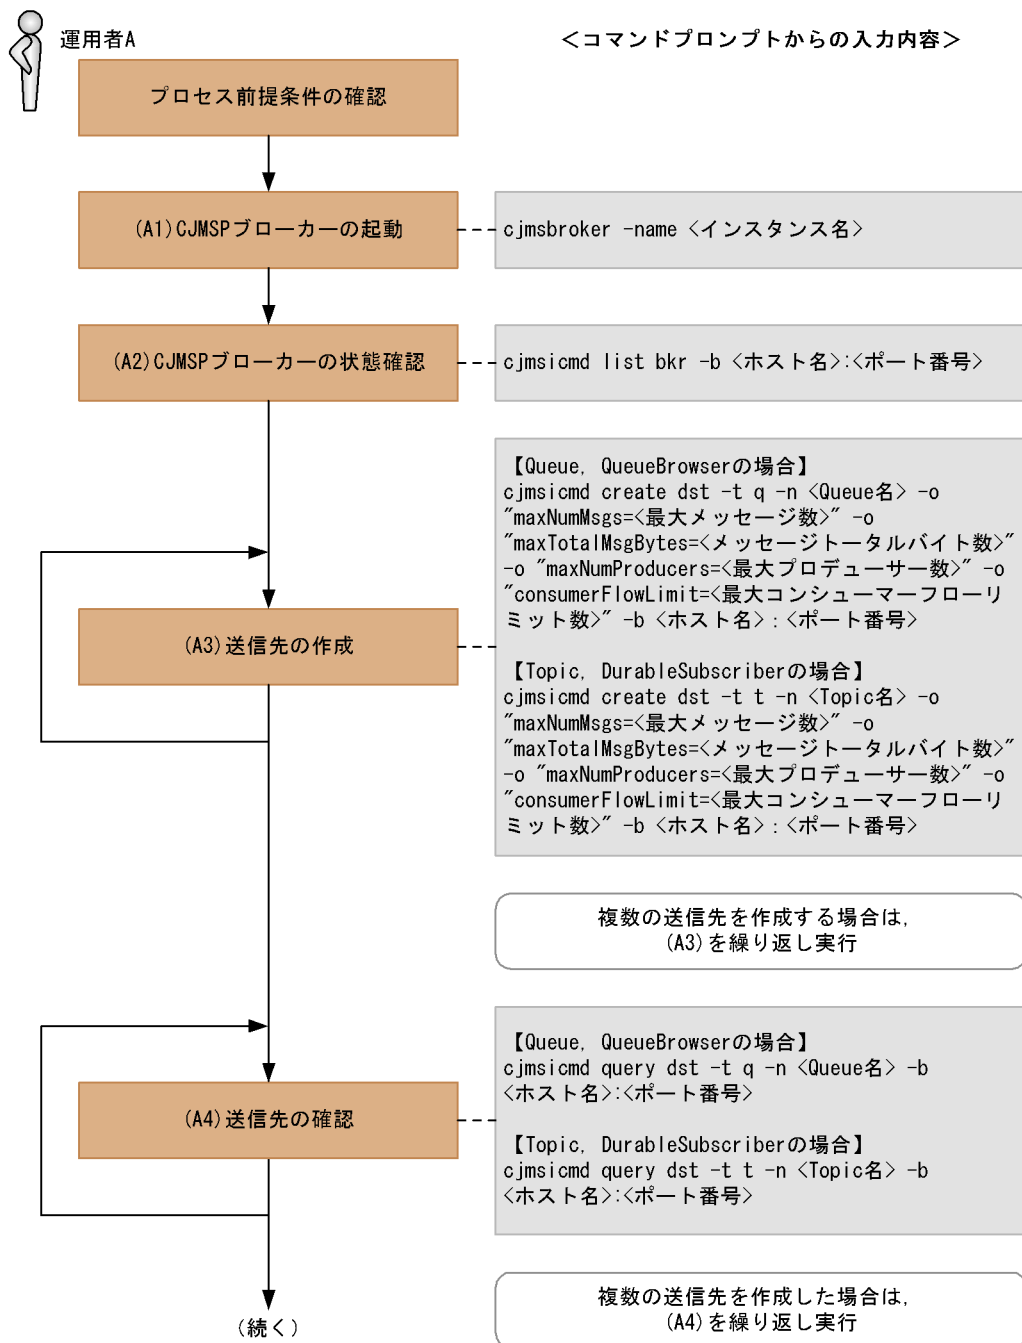 運用者A
＜コマンドプロンプトからの入力内容＞
プロセス前提条件の確認
(A1)CJMSPブローカーの起動
cjmsbroker -name <インスタンス名>
(A2)CJMSPブローカーの状態確認
cjmsicmd list bkr -b <ホスト名>:<ポート番号>
【Queue, QueueBrowserの場合】
cjmsicmd create dst -t q -n <Queue名> -o
"maxNumMsgs=<最大メッセージ数>" -o
"maxTotalMsgBytes=<メッセージトータルバイト数>"
-o "maxNumProducers=<最大プロデューサー数>" -o
"consumerFlowLimit=<最大コンシューマーフローリ
ミット数>" -b <ホスト名>：<ポート番号>
(A3)送信先の作成
【Topic, DurableSubscriberの場合】
cjmsicmd create dst -t t -n <Topic名> -o
"maxNumMsgs=<最大メッセージ数>" -o
"maxTotalMsgBytes=<メッセージトータルバイト数>"
-o "maxNumProducers=<最大プロデューサー数>" -o
"consumerFlowLimit=<最大コンシューマーフローリ
ミット数>" -b <ホスト名>：<ポート番号>
複数の送信先を作成する場合は,
(A3)を繰り返し実行
【Queue, QueueBrowserの場合】
cjmsicmd query dst -t q -n <Queue名> -b
<ホスト名>:<ポート番号>
(A4)送信先の確認
【Topic, DurableSubscriberの場合】
cjmsicmd query dst -t t -n <Topic名> -b
<ホスト名>:<ポート番号>
複数の送信先を作成した場合は,
(A4)を繰り返し実行
(続く)